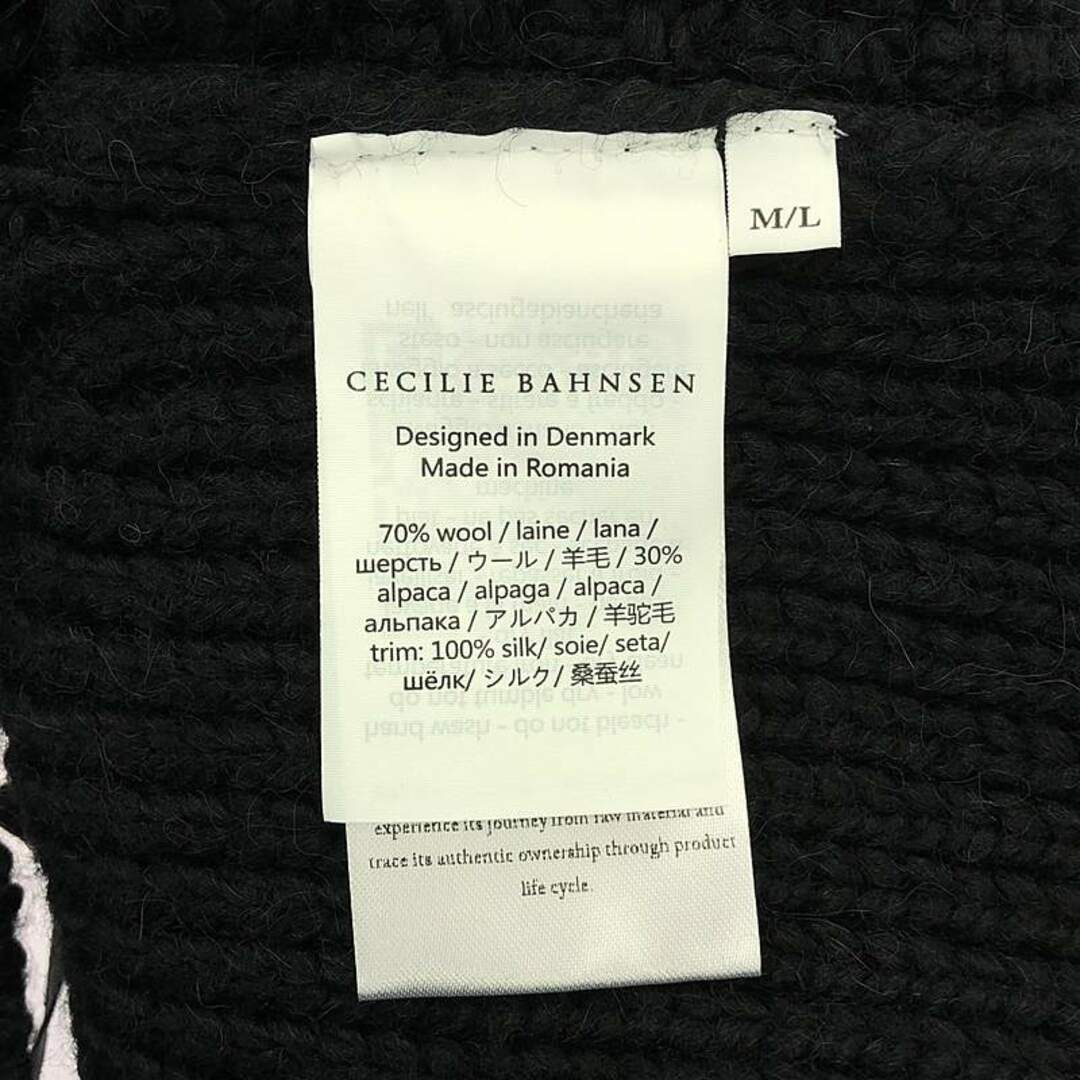 M/L
CECILIE BAHNSEN
Designed in Denmark
Made in Romania
70% wool / laine / lana /
шерсть / ウール / 羊毛 / 30%
alpaca / alpaga / alpaca /
альпака / アルパカ / 羊驼毛
trim: 100% silk/ soie/ seta/
шёлк/ シルク/ 桑蚕丝
experience its journey from raw material and
trace its authentic ownership through product
life cycle.